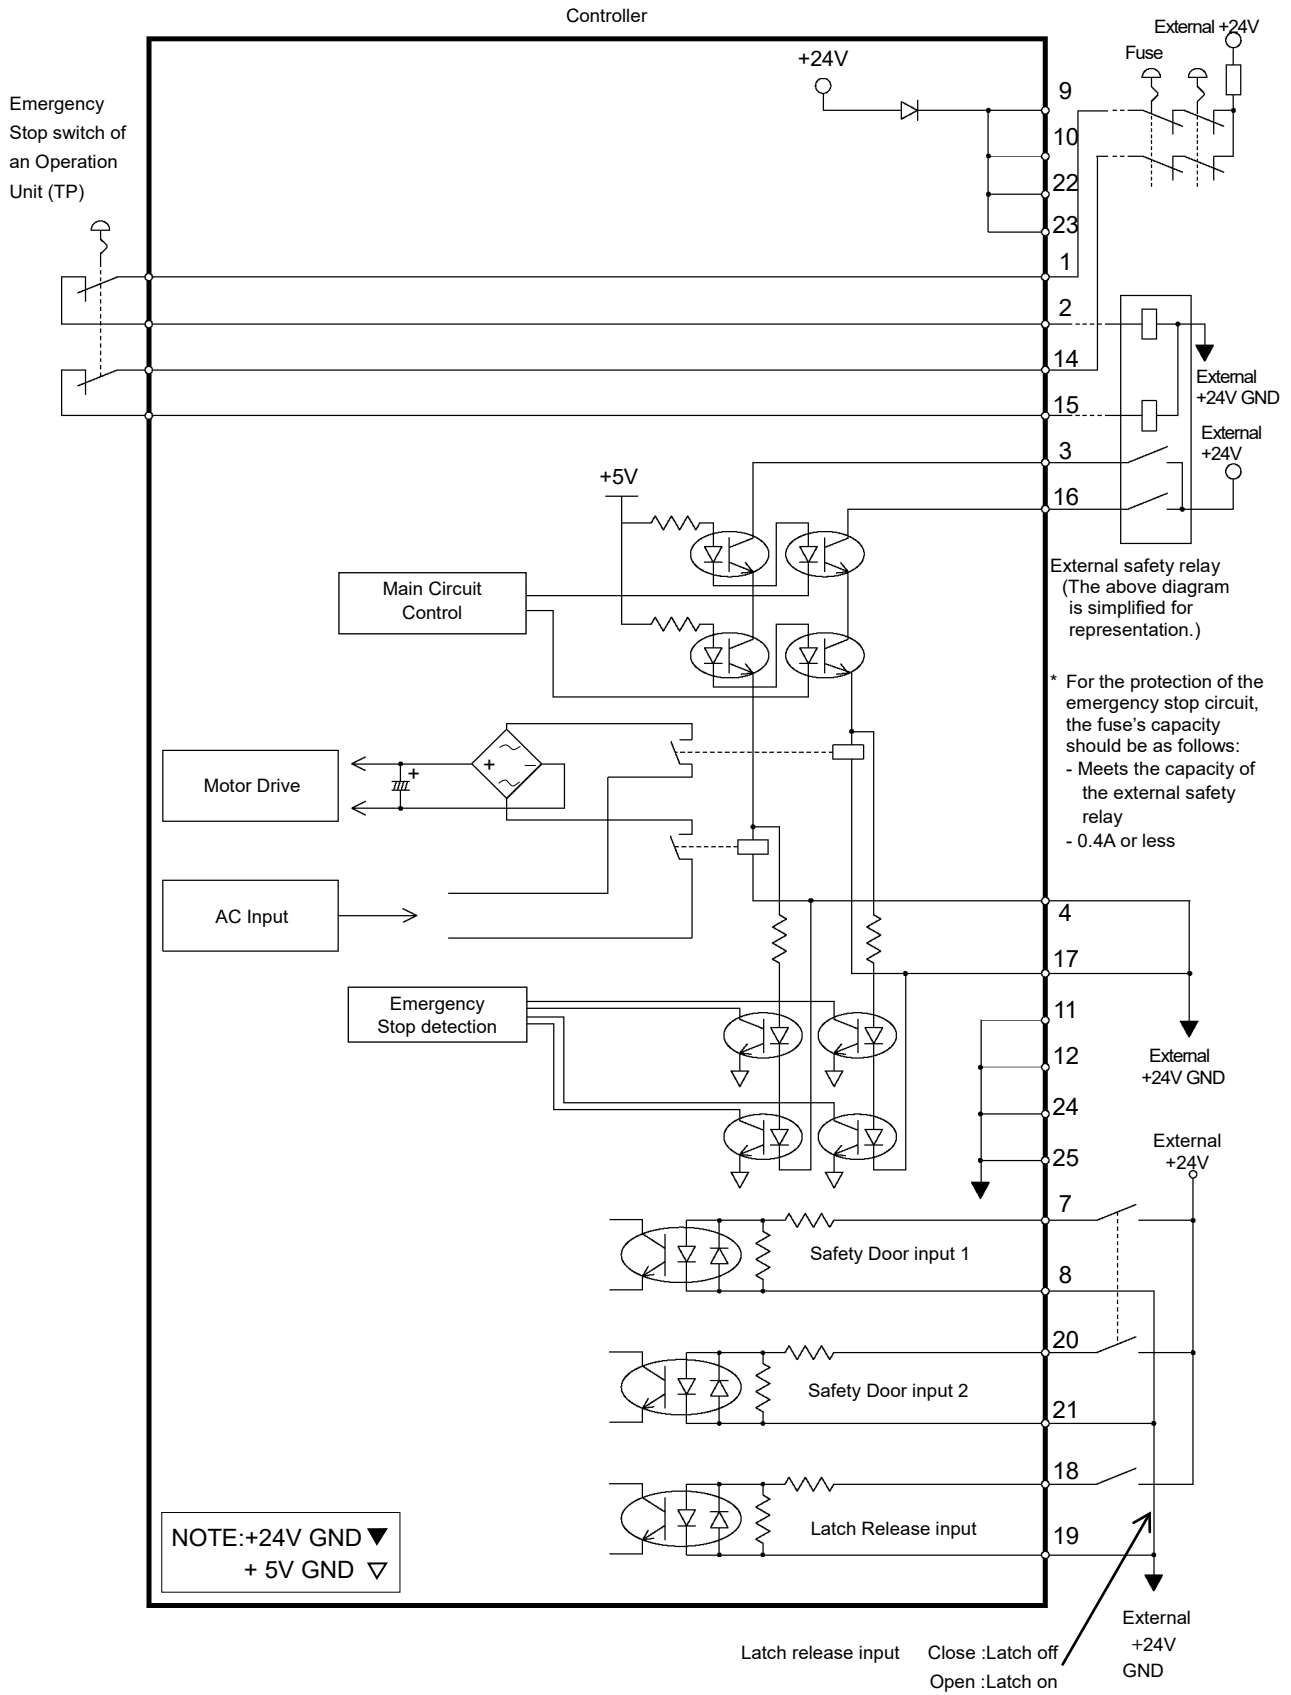 Controller
External +24V
Fuse
+24V
9
10
22
23
1
2
14
15
3
16
Emergency
Stop switch of
an Operation
Unit (TP)
External
+24V GND
External
+24V
+5V
Main Circuit
Control
External safety relay
(The above diagram
is simplified for
representation.)
* For the protection of the
emergency stop circuit,
the fuse's capacity
should be as follows:
- Meets the capacity of
the external safety
relay
- 0.4A or less
Motor Drive
+
−
+
AC Input
4
17
11
12
24
25
Emergency
Stop detection
External
+24V GND
External
+24V
7
Safety Door input 1
8
20
Safety Door input 2
21
18
Latch Release input
19
NOTE:+24V GND ▼
+ 5V GND ▽
External
+24V
GND
Latch release input Close :Latch off
Open :Latch on